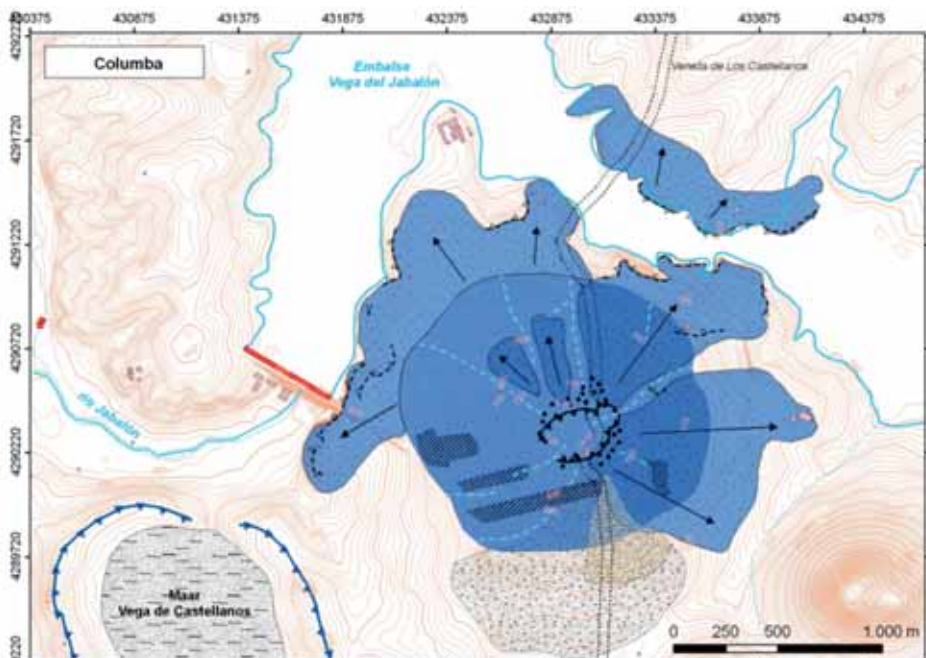 430375 430875 431375 431875 432375 432875 433375 433875 434375
4292220
Columba
Embalse
Vega del Jabalón
Vereda de Los Castellanos
4291720
4291220
4290720
río Jabalón
4290220
4289720
Maar
Vega de Castellanos
0 250 500 1.000 m